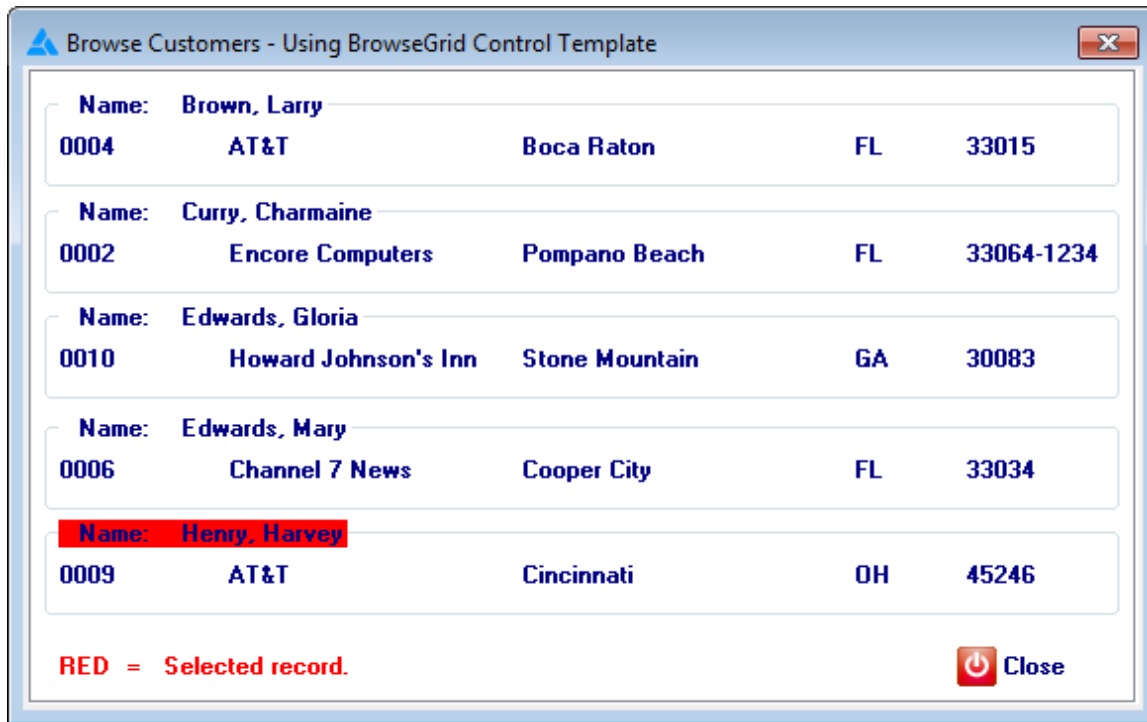 Browse Customers - Using BrowseGrid Control Template
Name: Brown, Larry
0004 AT&T Boca Raton FL 33015
Name: Curry, Charmaine
0002 Encore Computers Pompano Beach FL 33064-1234
Name: Edwards, Gloria
0010 Howard Johnson's Inn Stone Mountain GA 30083
Name: Edwards, Mary
0006 Channel 7 News Cooper City FL 33034
Name: Henry, Harvey
0009 AT&T Cincinnati OH 45246
RED = Selected record. Close